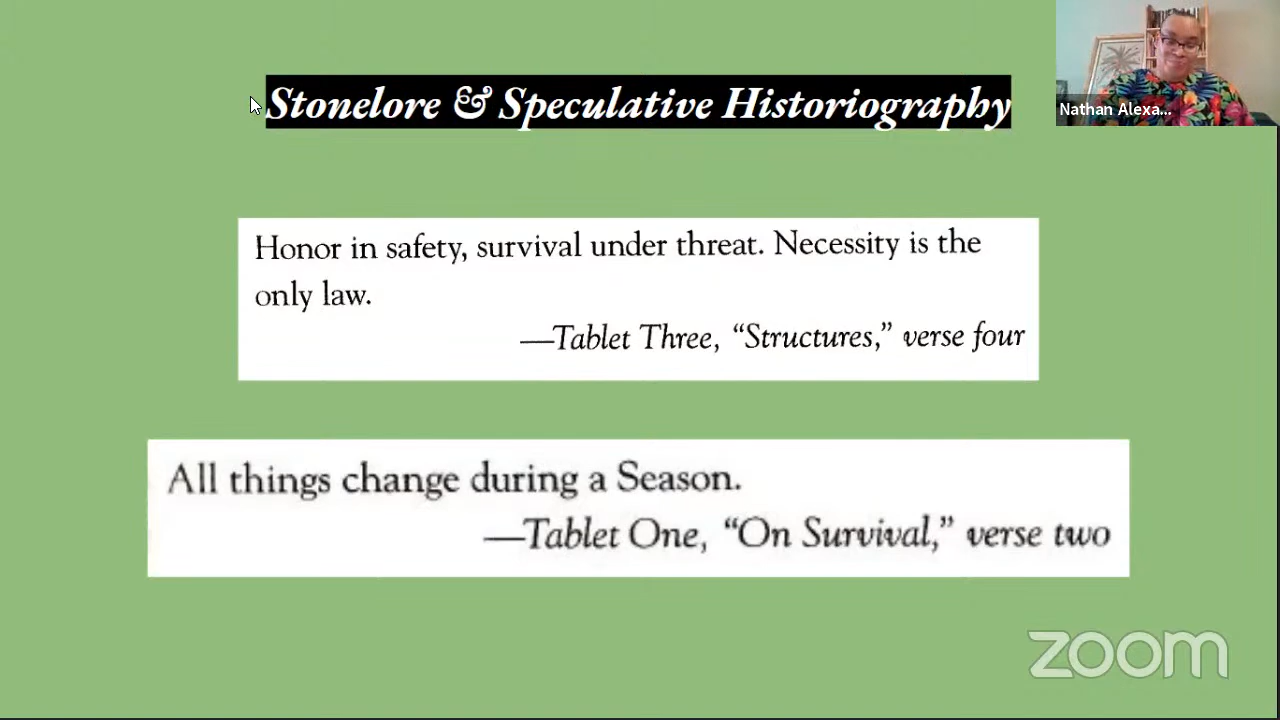 Stonelore & Speculative Historiography
Nathan Alexa...
Honor in safety, survival under threat. Necessity is the
only law.
—Tablet Three, “Structures,” verse four
All things change during a Season.
—Tablet One, “On Survival,” verse two
zoom